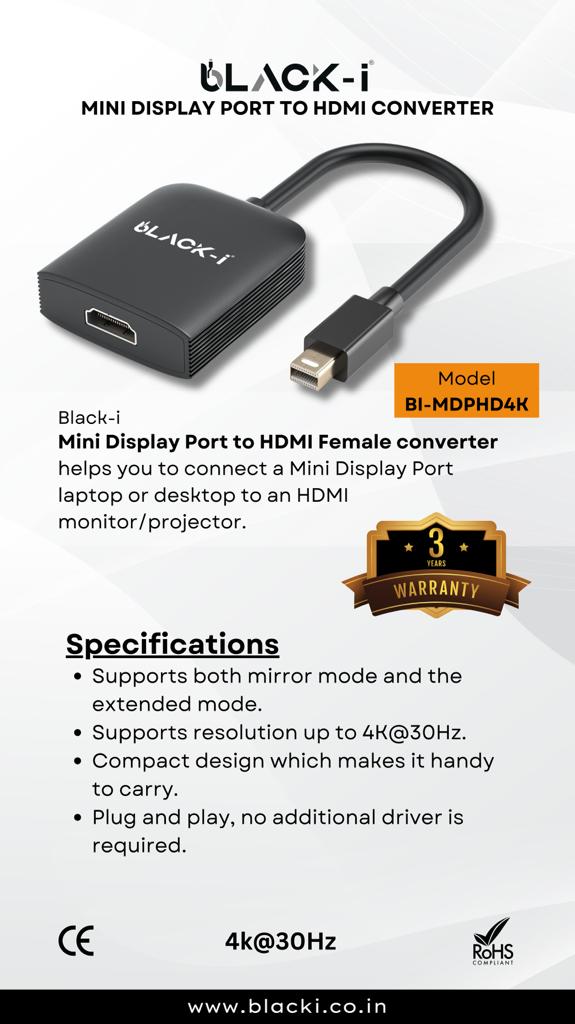 BLACK-i®
MINI DISPLAY PORT TO HDMI CONVERTER
BLACK-i
Model
BI-MDPHD4K
Black-i
Mini Display Port to HDMI Female converter
helps you to connect a Mini Display Port
laptop or desktop to an HDMI
monitor/projector.
3
YEARS
WARRANTY
Specifications
• Supports both mirror mode and the
extended mode.
• Supports resolution up to 4K@30Hz.
• Compact design which makes it handy
to carry.
• Plug and play, no additional driver is
required.
CE
4k@30Hz
RoHS
COMPLIANT
www.blacki.co.in